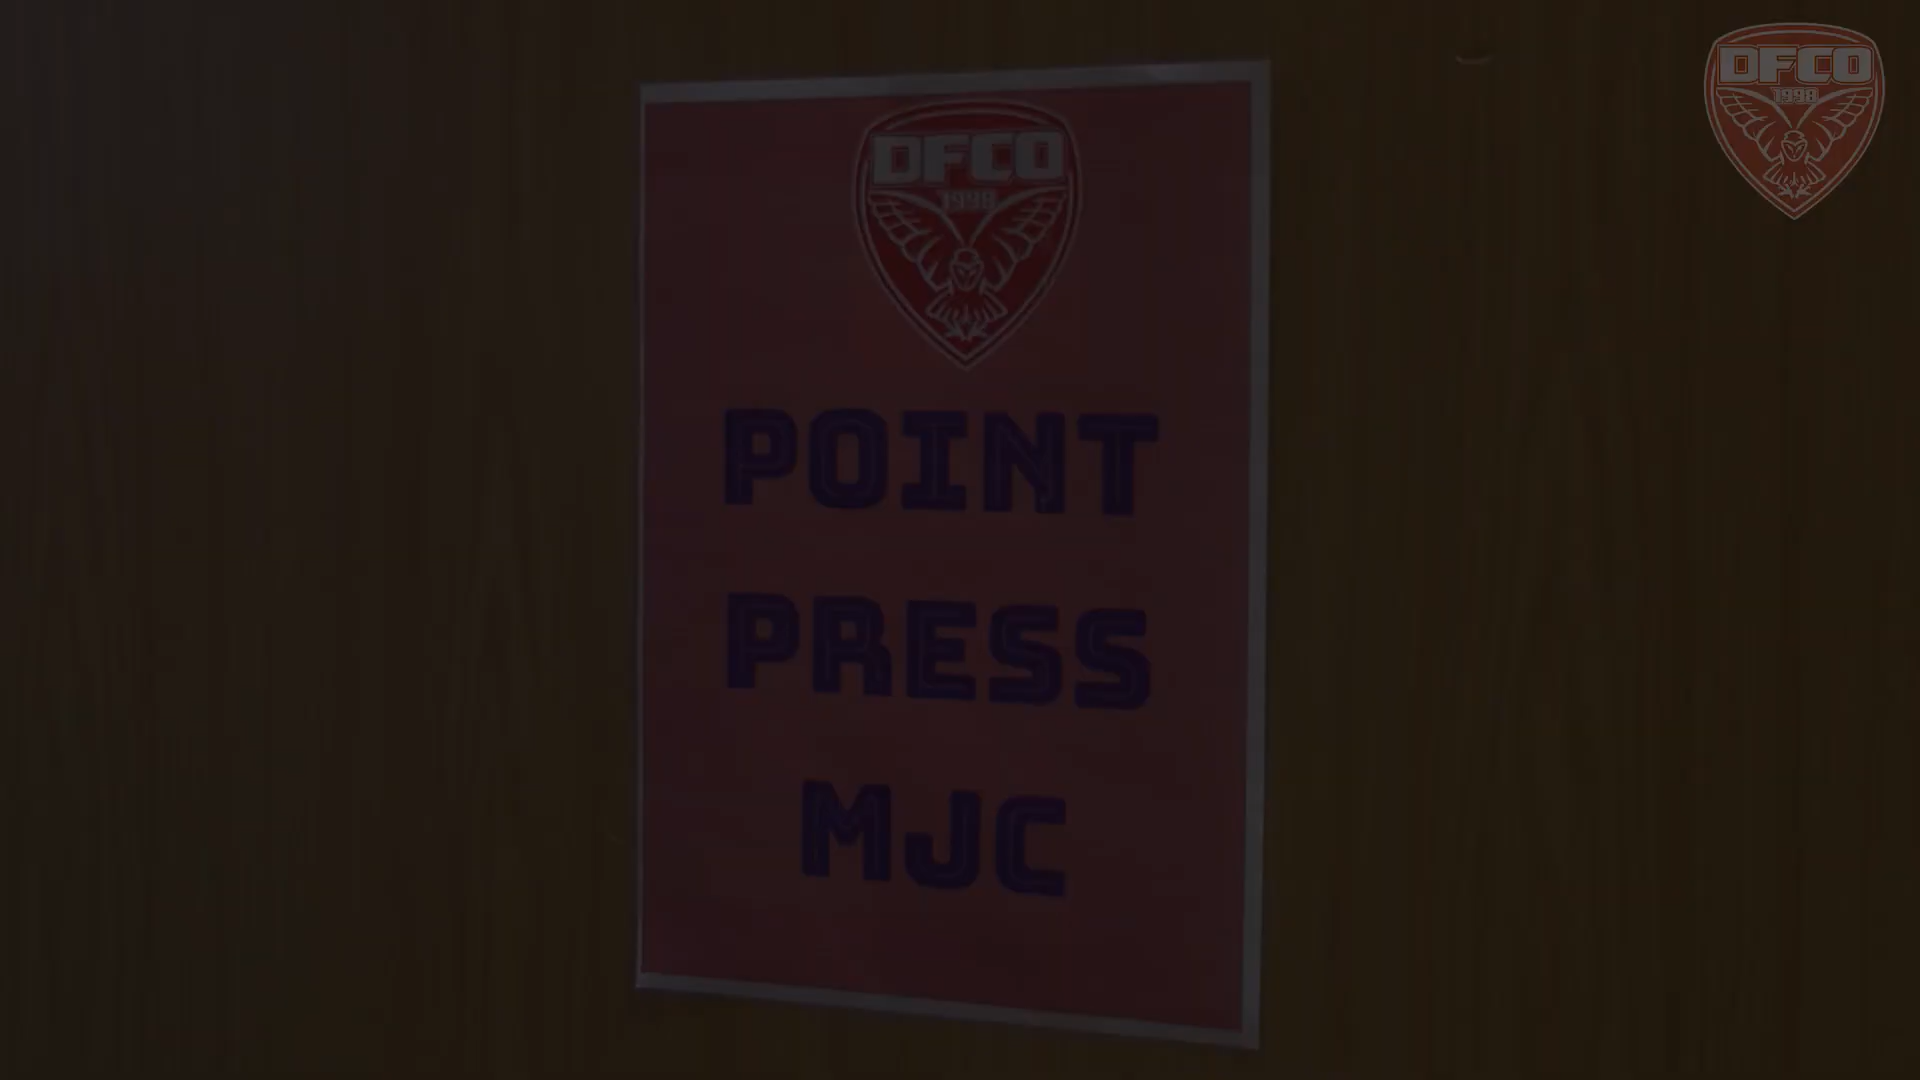 DFCO
1998
DFCO
1998
POINT
PRESS
MJC